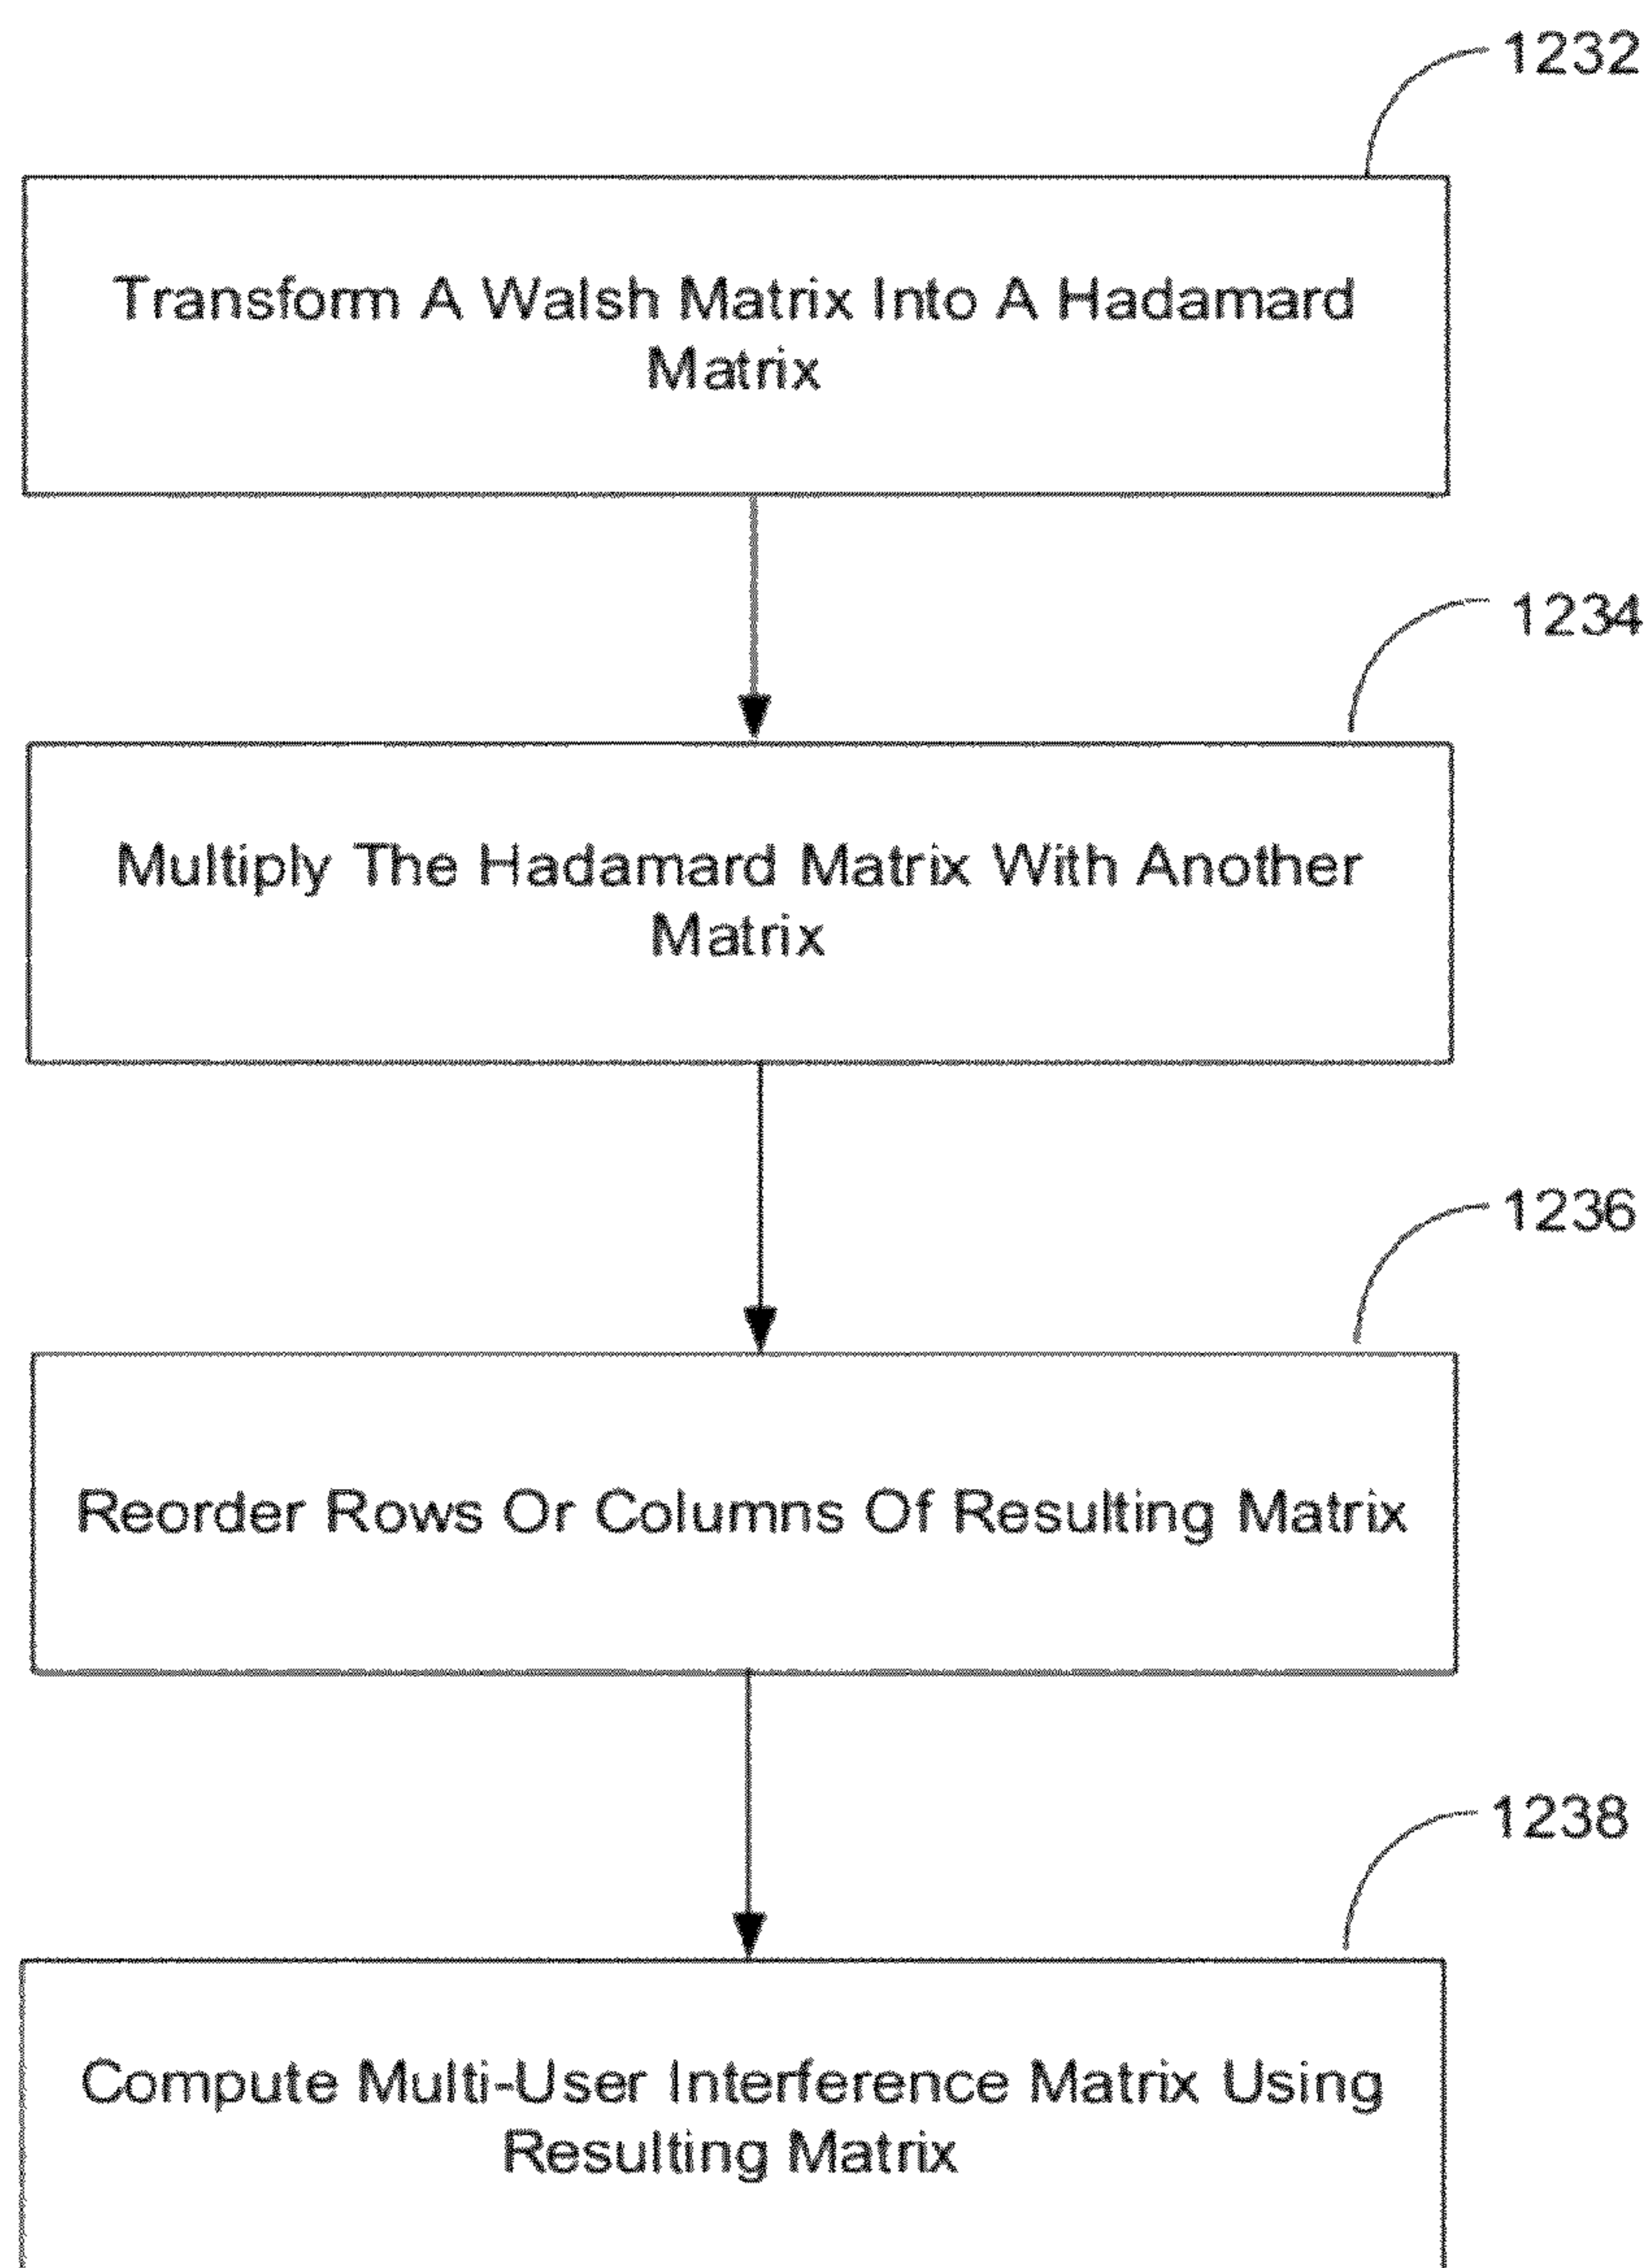 1232
Transform A Walsh Matrix Into A Hadamard
Matrix
1234
Multiply The Hadamard Matrix With Another
Matrix
1236
Reorder Rows Or Columns Of Resulting Matrix
1238
Compute Multi-User Interference Matrix Using
Resulting Matrix